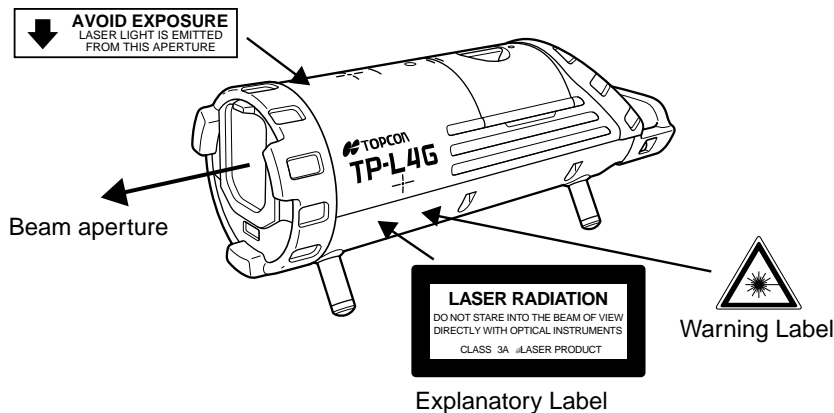 AVOID EXPOSURE
LASER LIGHT IS EMITTED
FROM THIS APERTURE
TOPCON
TP-L4G
Beam aperture
LASER RADIATION
DO NOT STARE INTO THE BEAM OF VIEW
DIRECTLY WITH OPTICAL INSTRUMENTS
CLASS 3A LASER PRODUCT
Warning Label
Explanatory Label